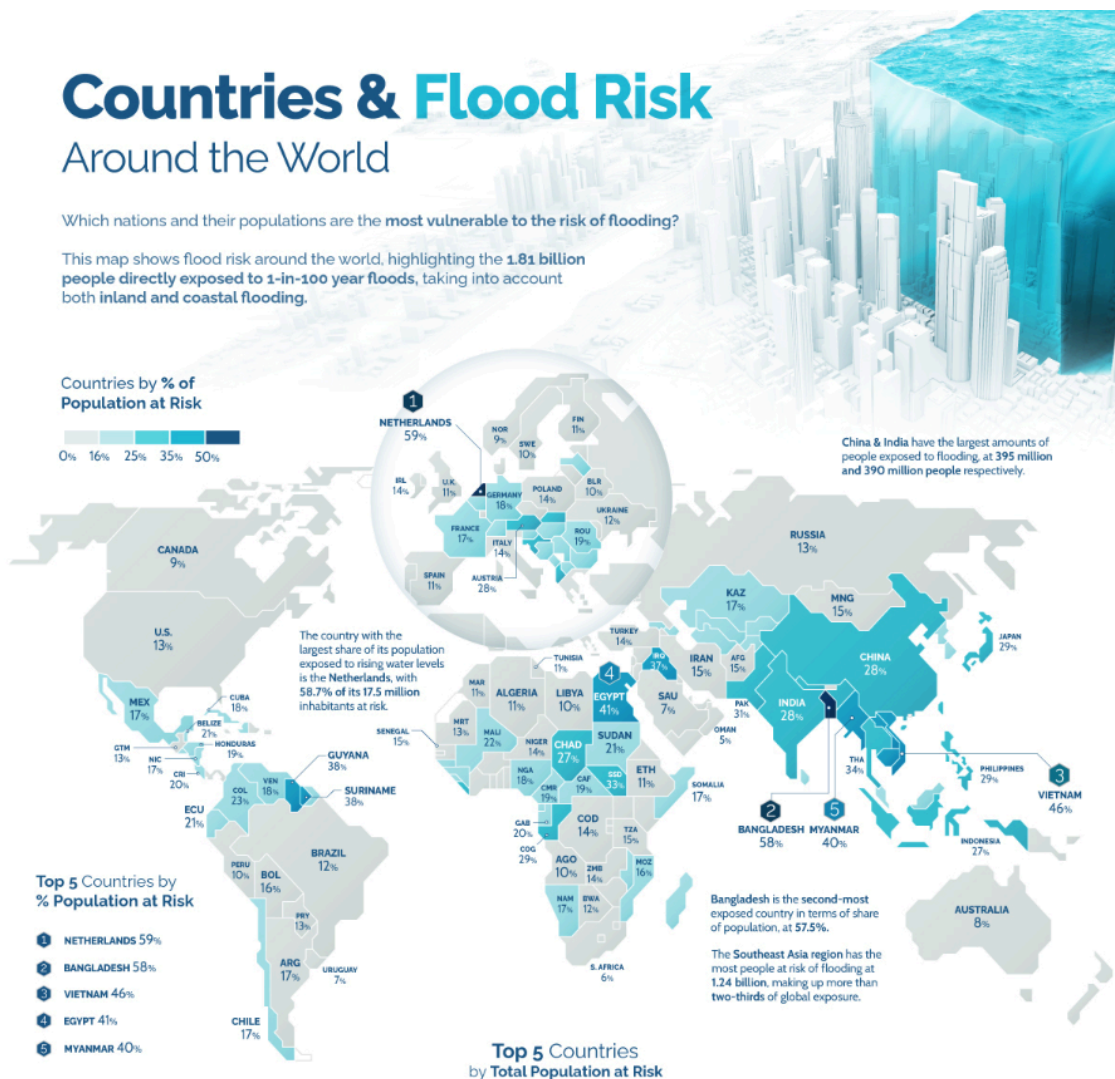 Countries & Flood Risk
Around the World
Which nations and their populations are the most vulnerable to the risk of flooding?
This map shows flood risk around the world, highlighting the 1.81 billion
people directly exposed to 1-in-100 year floods, taking into account
both inland and coastal flooding.
Countries by % of
Population at Risk
0% 16% 25% 35% 50%
China & India have the largest amounts of
people exposed to flooding, at 395 million
and 390 million people respectively.
1
NETHERLANDS
59%
NOR
9%
SWE
10%
FIN
11%
IRL
14%
U.K.
11%
GERMANY
18%
POLAND
14%
BLR
10%
UKRAINE
12%
FRANCE
17%
ITALY
14%
ROU
19%
SPAIN
11%
AUSTRIA
28%
CANADA
9%
U.S.
13%
RUSSIA
13%
KAZ
17%
MNG
15%
CHINA
28%
JAPAN
29%
The country with the
largest share of its population
exposed to rising water levels
is the Netherlands, with
58.7% of its 17.5 million
inhabitants at risk.
MEX
17%
CUBA
18%
BELIZE
21%
HONDURAS
19%
GTM
13%
NIC
17%
CRI
20%
GUYANA
38%
SURINAME
38%
VEN
18%
COL
23%
ECU
21%
PERU
10%
BRAZIL
12%
BOL
16%
PRY
13%
ARG
17%
URUGUAY
7%
CHILE
17%
TURKEY
14%
TUNISIA
11%
MAR
11%
ALGERIA
11%
LIBYA
10%
4
EGYPT
41%
IRQ
37%
IRAN
15%
AFG
15%
SAU
7%
PAK
31%
OMAN
5%
INDIA
28%
SENEGAL
15%
MRT
13%
MALI
22%
NIGER
14%
CHAD
27%
SUDAN
21%
NGA
18%
CMR
19%
CAF
19%
SSD
33%
ETH
11%
SOMALIA
17%
GAB
20%
COG
29%
COD
14%
TZA
15%
AGO
10%
ZMB
14%
MOZ
16%
NAM
17%
BWA
12%
S. AFRICA
6%
THA
34%
PHILIPPINES
29%
3
VIETNAM
46%
2
BANGLADESH
58%
5
MYANMAR
40%
INDONESIA
27%
AUSTRALIA
8%
Bangladesh is the second-most
exposed country in terms of share
of population, at 57.5%.
The Southeast Asia region has the
most people at risk of flooding at
1.24 billion, making up more than
two-thirds of global exposure.
Top 5 Countries by
% Population at Risk
1 NETHERLANDS 59%
2 BANGLADESH 58%
3 VIETNAM 46%
4 EGYPT 41%
5 MYANMAR 40%
Top 5 Countries
by Total Population at Risk